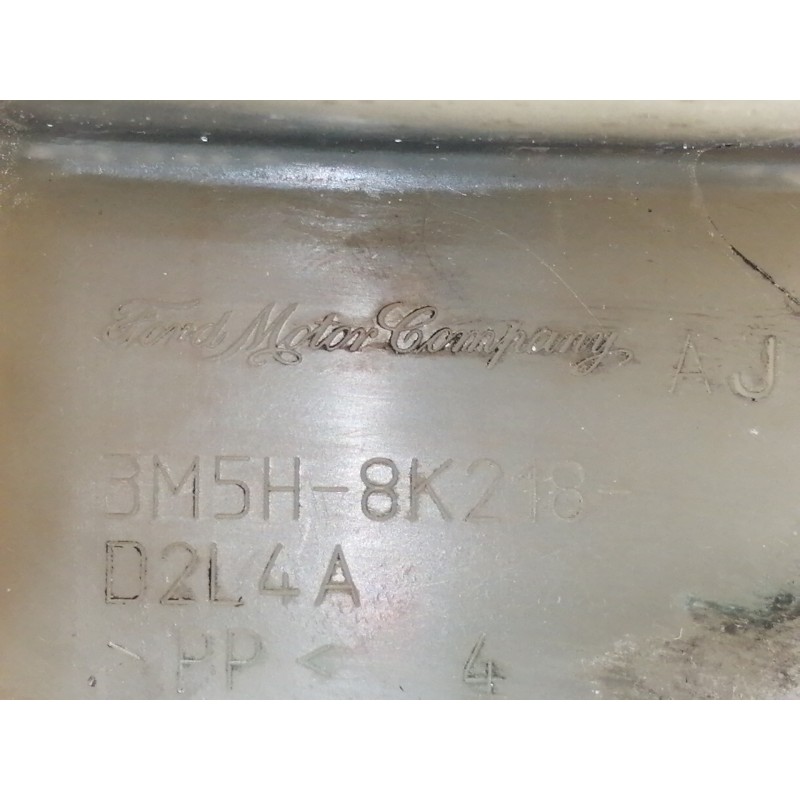 Ford Motor Company
AJ
3M5H-8K218-
D2L4A
>PP< 4